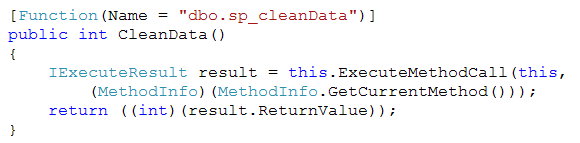 [Function(Name = "dbo.sp_cleanData")]
public int CleanData()
{
    IExecuteResult result = this.ExecuteMethodCall(this,
        (MethodInfo)(MethodInfo.GetCurrentMethod()));
    return ((int)(result.ReturnValue));
}